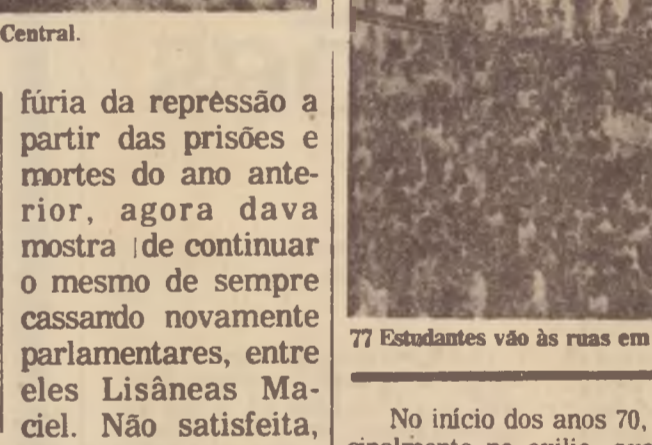 Central.
fúria da repressão a
partir das prisões e
mortes do ano ante-
rior, agora dava
mostra de continuar
o mesmo de sempre
cassando novamente
parlamentares, entre
eles Lisâneas Ma-
ciel. Não satisfeita,
77 Estudantes vão às ruas em
No início dos anos 70,